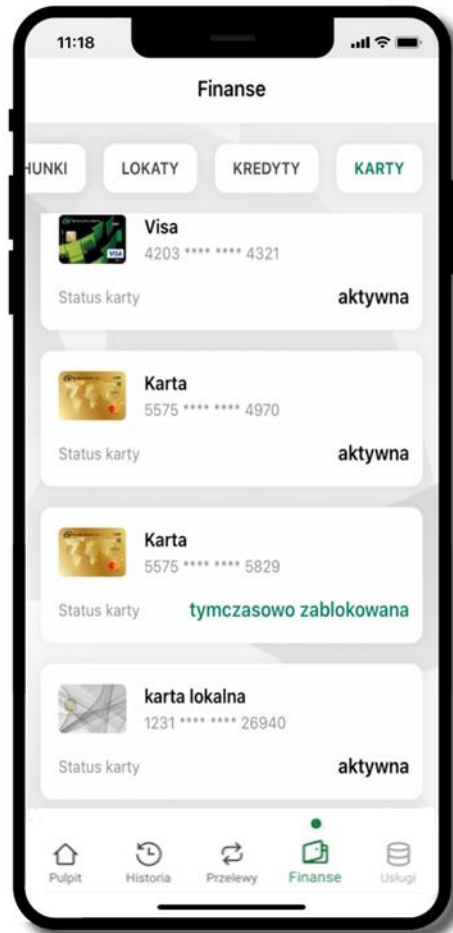 11:18
Finanse
HUNKI LOKATY KREDYTY KARTY
VISA
Visa
4203 **** **** 4321
Status karty aktywna
Karta
5575 **** **** 4970
Status karty aktywna
Karta
5575 **** **** 5829
Status karty tymczasowo zablokowana
karta lokalna
1231 **** **** 26940
Status karty aktywna
Pulpit Historia Przelewy Finanse Usługi